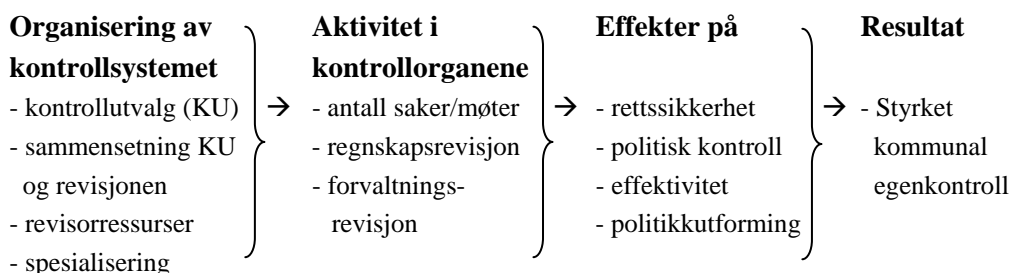 Organisering av
kontrollsystemet
- kontrollutvalg (KU)
- sammensetning KU
og revisjonen
- revisorressurser
- spesialisering
→
Aktivitet i
kontrollorganene
- antall saker/møter
- regnskapsrevisjon
- forvaltnings-
revisjon
→
Effekter på
- rettssikkerhet
- politisk kontroll
- effektivitet
- politikkutforming
→
Resultat
- Styrket
kommunal
egenkontroll